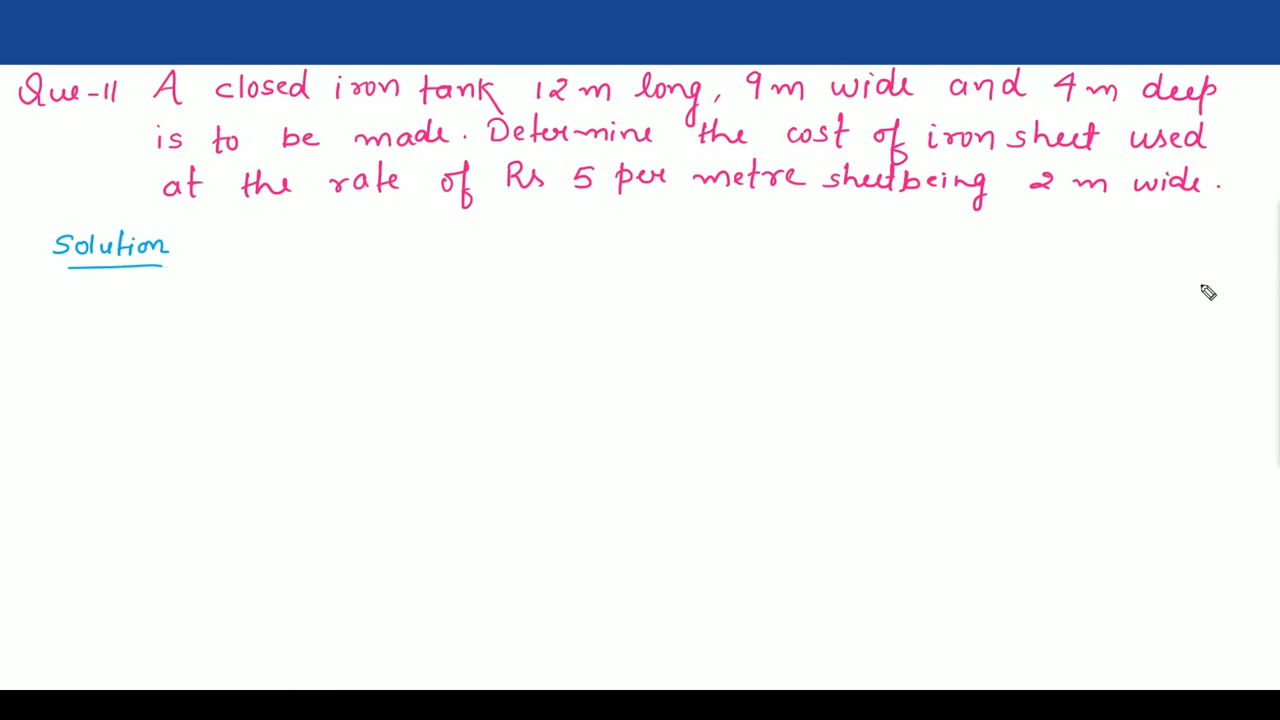 Que-11 A closed iron tank 12 m long, 9 m wide and 4 m deep
is to be made. Determine the cost of iron sheet used
at the rate of Rs 5 per metre sheet being 2 m wide.
Solution